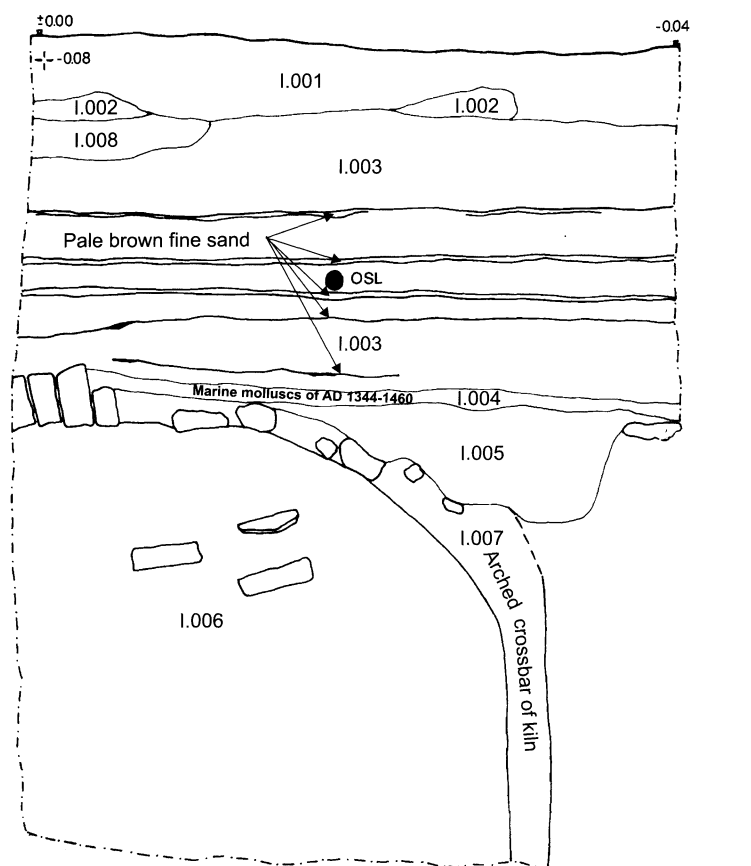 ±0.00
-0.04
-0.08
I.001
I.002
I.002
I.008
I.003
Pale brown fine sand
OSL
I.003
Marine molluscs of AD 1344-1460
I.004
I.005
I.007
Arched crossbar of kiln
I.006